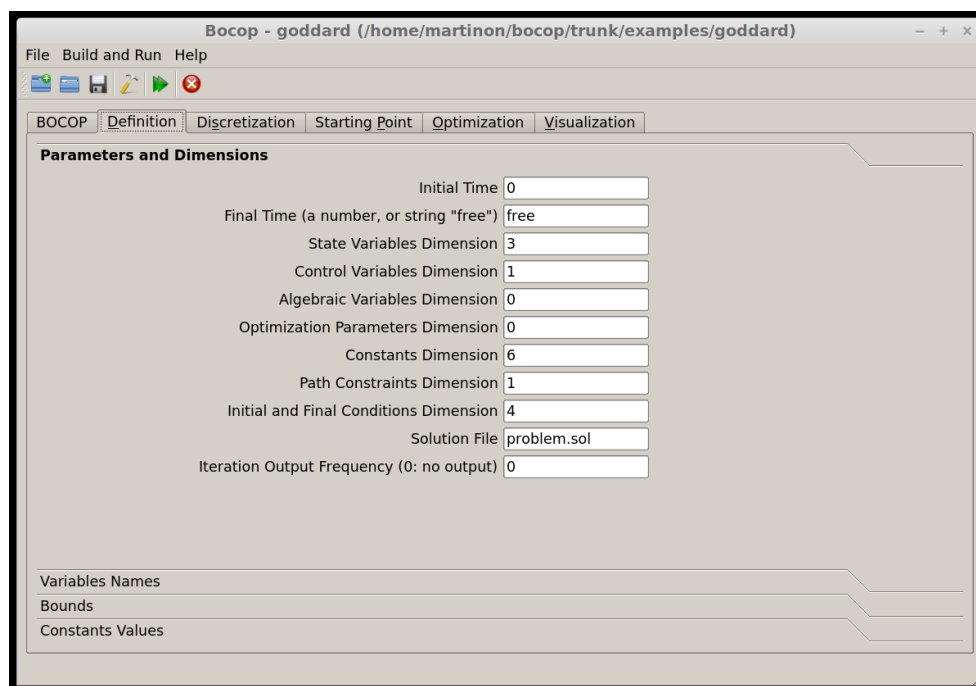 Bocop - goddard (/home/martinon/bocop/trunk/examples/goddard)
File Build and Run Help
BOCOP Definition Discretization Starting Point Optimization Visualization
Parameters and Dimensions
Initial Time 0
Final Time (a number, or string "free") free
State Variables Dimension 3
Control Variables Dimension 1
Algebraic Variables Dimension 0
Optimization Parameters Dimension 0
Constants Dimension 6
Path Constraints Dimension 1
Initial and Final Conditions Dimension 4
Solution File problem.sol
Iteration Output Frequency (0: no output) 0
Variables Names
Bounds
Constants Values